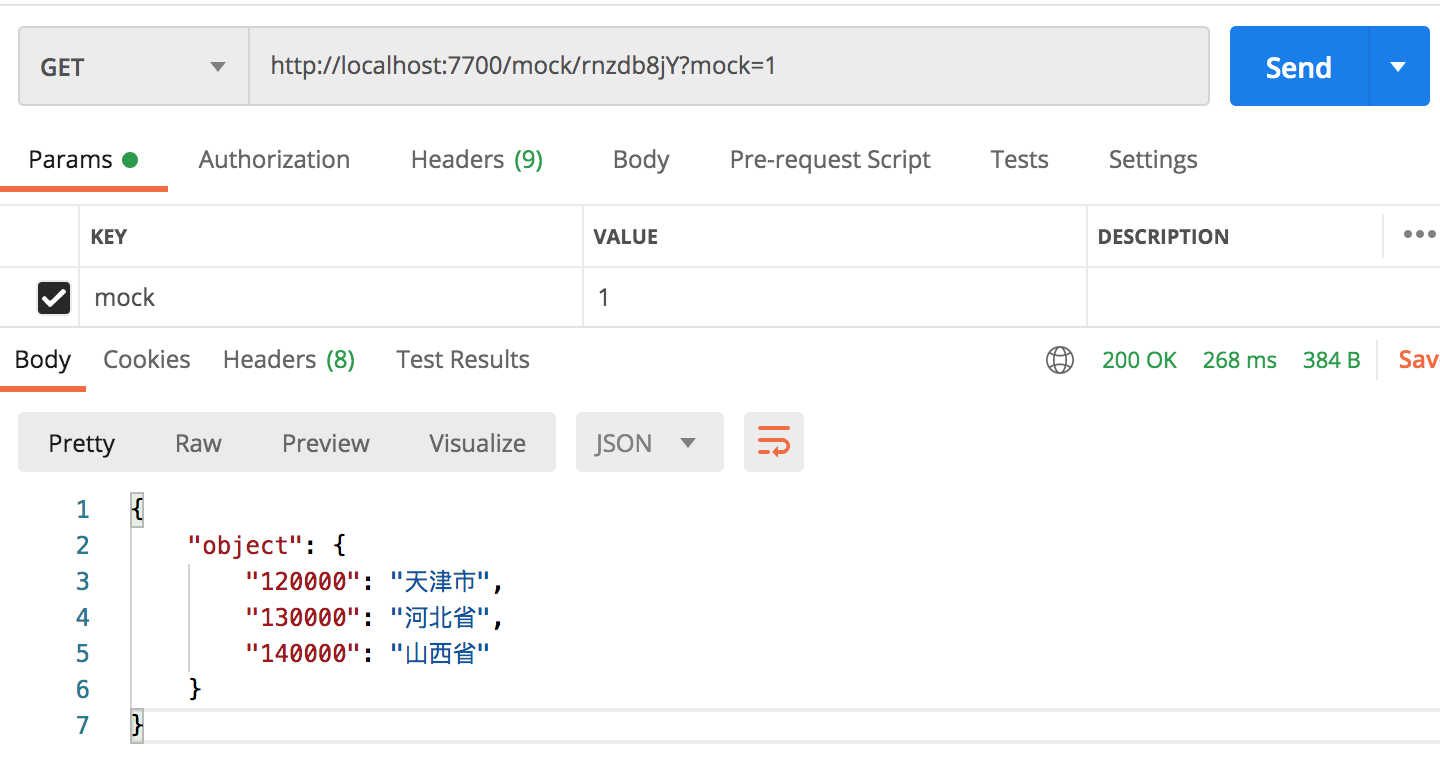 GET http://localhost:7700/mock/rnzdb8jY?mock=1 Send
Params Authorization Headers (9) Body Pre-request Script Tests Settings
KEY VALUE DESCRIPTION •••
mock 1
Body Cookies Headers (8) Test Results 200 OK 268 ms 384 B Sav
Pretty Raw Preview Visualize JSON
1 {
2 "object": {
3 "120000": "天津市",
4 "130000": "河北省",
5 "140000": "山西省"
6 }
7 }